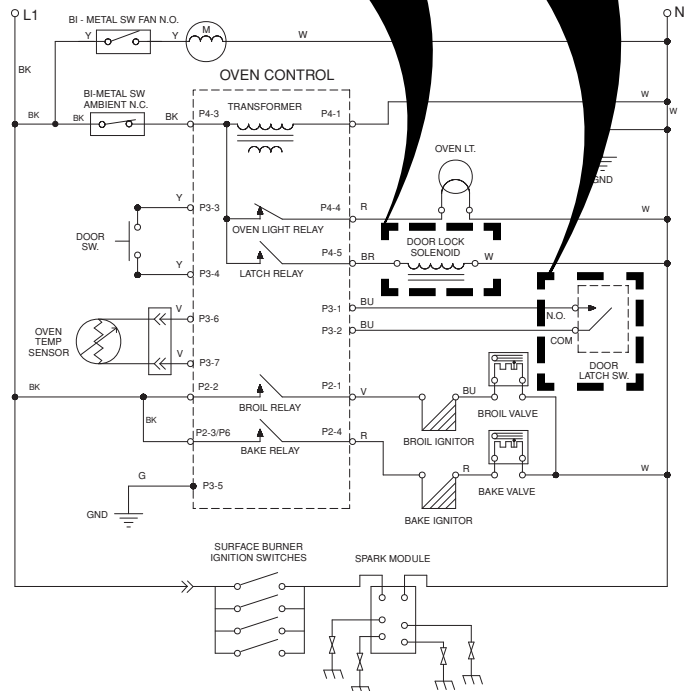 L1
BI - METAL SW FAN N.O.
N
Y
Y
M
W
BK
OVEN CONTROL
BI-METAL SW
AMBIENT N.C.
TRANSFORMER
W
W
BK
BK
BK
P4-3
P4-1
OVEN LT.
GND
Y
P3-3
P4-4
R
W
OVEN LIGHT RELAY
DOOR
SW.
DOOR LOCK
SOLENOID
P4-5
BR
W
LATCH RELAY
Y
P3-4
P3-1
BU
N.O.
V
P3-6
P3-2
BU
COM
OVEN
TEMP
SENSOR
V
P3-7
DOOR
LATCH SW.
BK
P2-2
P2-1
V
BU
BROIL RELAY
BROIL VALVE
BK
BROIL IGNITOR
P2-3/P6
P2-4
R
BAKE RELAY
R
W
G
P3-5
BAKE VALVE
GND
BAKE IGNITOR
SURFACE BURNER
IGNITION SWITCHES
SPARK MODULE